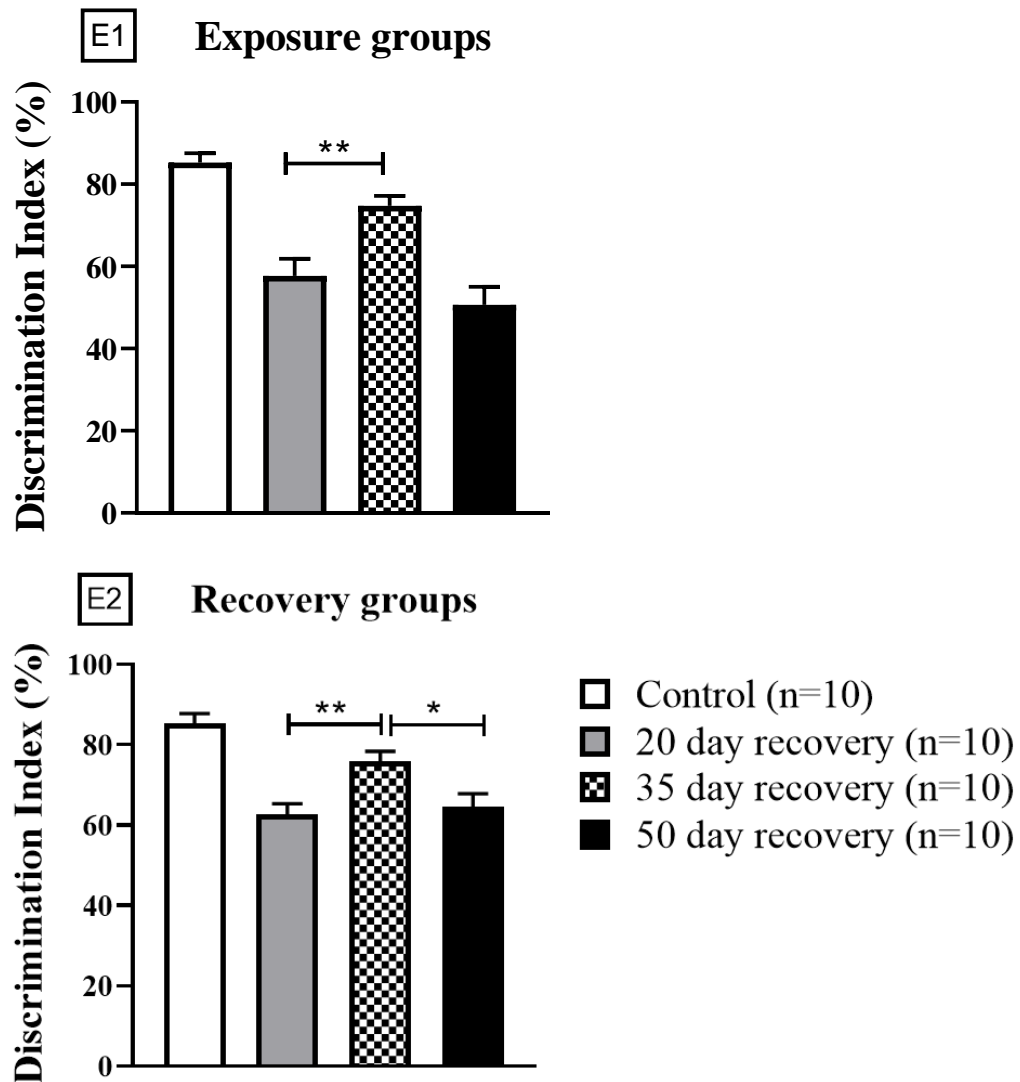 E1 Exposure groups
Discrimination Index (%)
100
80
60
40
20
0
**
E2 Recovery groups
Discrimination Index (%)
100
80
60
40
20
0
** *
Control (n=10)
20 day recovery (n=10)
35 day recovery (n=10)
50 day recovery (n=10)